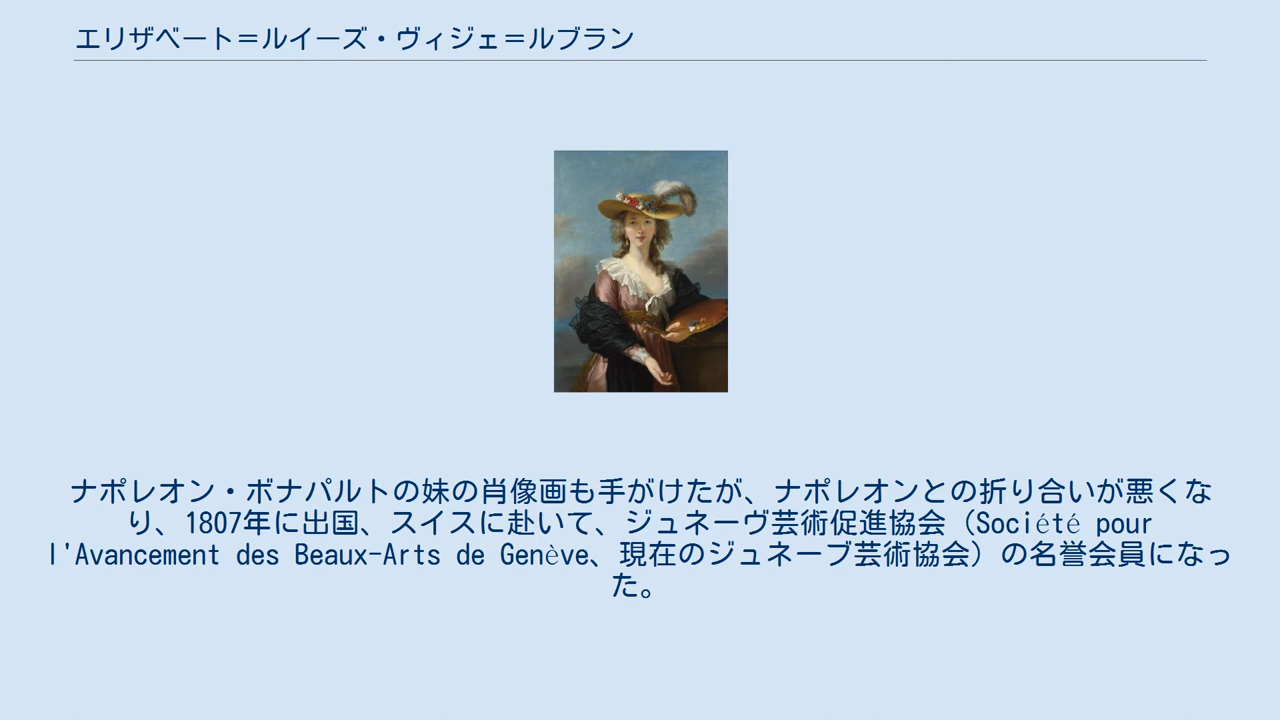 エリザベート＝ルイーズ・ヴィジェ＝ルブラン
ナポレオン・ボナパルトの妹の肖像画も手がけたが、ナポレオンとの折り合いが悪くな
り、1807年に出国、スイスに赴いて、ジュネーヴ芸術促進協会（Société pour
l'Avancement des Beaux-Arts de Genève、現在のジュネーブ芸術協会）の名誉会員になっ
た。